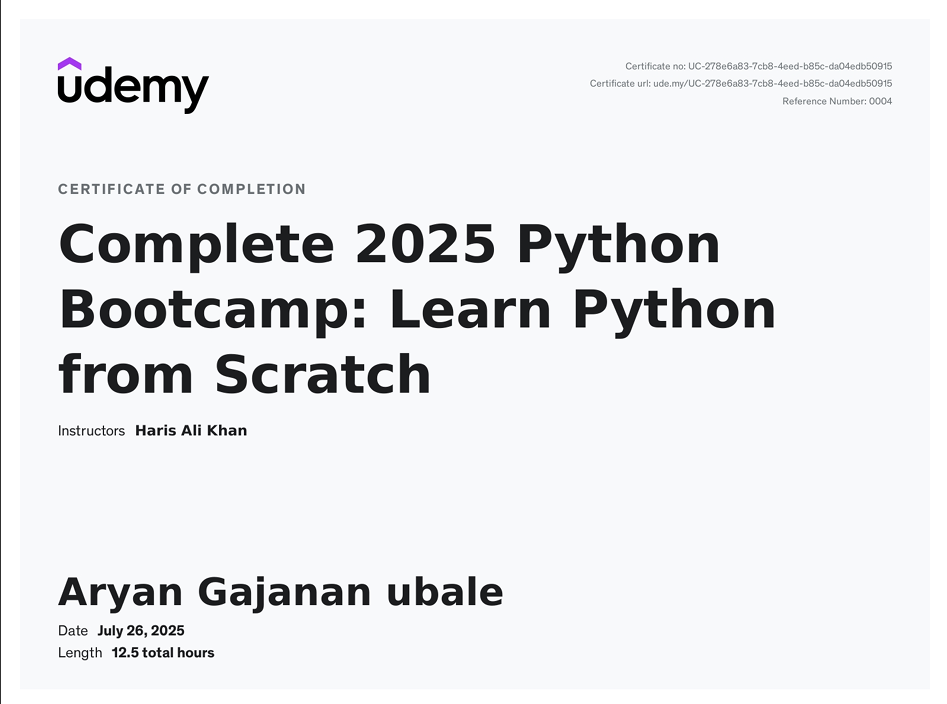 udemy
Certificate no: UC-278e6a83-7cb8-4eed-b85c-da04edb50915
Certificate url: ude.my/UC-278e6a83-7cb8-4eed-b85c-da04edb50915
Reference Number: 0004
CERTIFICATE OF COMPLETION
Complete 2025 Python
Bootcamp: Learn Python
from Scratch
Instructors Haris Ali Khan
Aryan Gajanan ubale
Date July 26, 2025
Length 12.5 total hours